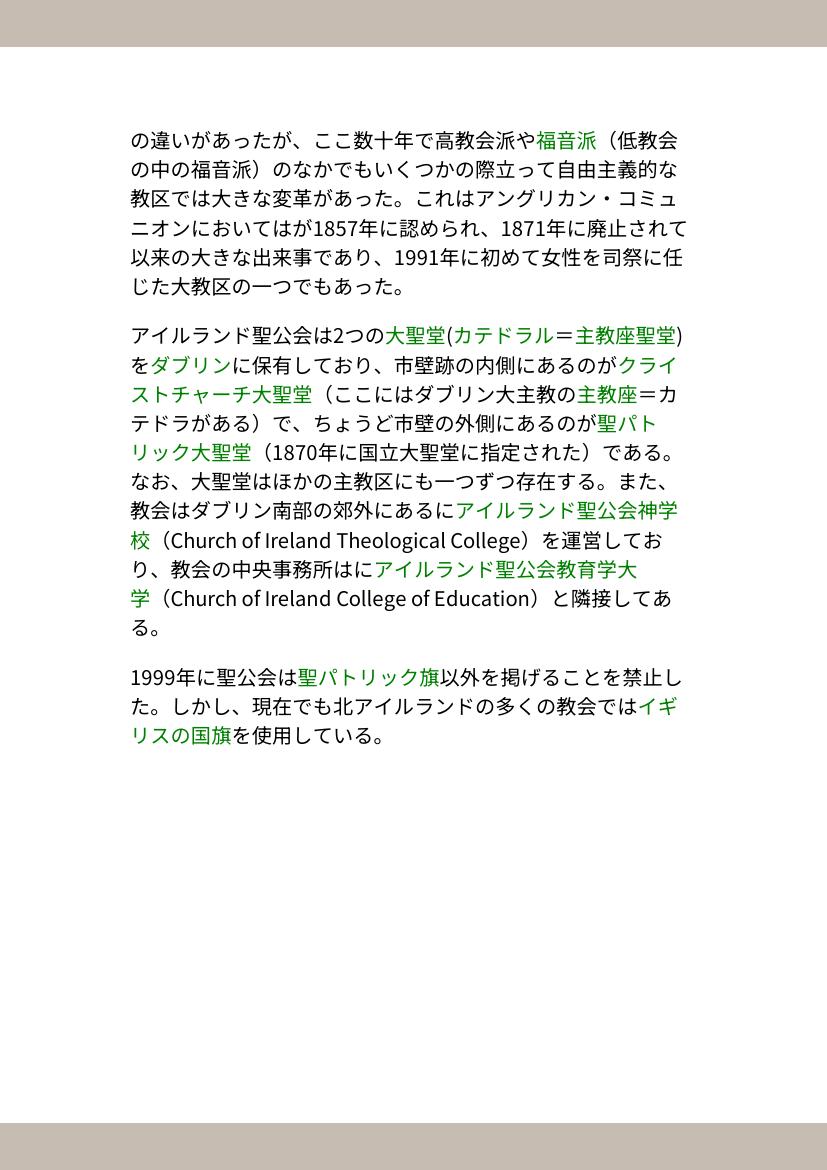 の違いがあったが、ここ数十年で高教会派や福音派（低教会
の中の福音派）のなかでもいくつかの際立って自由主義的な
教区では大きな変革があった。これはアングリカン・コミュ
ニオンにおいてはが1857年に認められ、1871年に廃止されて
以来の大きな出来事であり、1991年に初めて女性を司祭に任
じた大教区の一つでもあった。
アイルランド聖公会は2つの大聖堂(カテドラル＝主教座聖堂)
をダブリンに保有しており、市壁跡の内側にあるのがクライ
ストチャーチ大聖堂（ここにはダブリン大主教の主教座＝カ
テドラがある）で、ちょうど市壁の外側にあるのが聖パト
リック大聖堂（1870年に国立大聖堂に指定された）である。
なお、大聖堂はほかの主教区にも一つずつ存在する。また、
教会はダブリン南部の郊外にあるにアイルランド聖公会神学
校（Church of Ireland Theological College）を運営してお
り、教会の中央事務所はにアイルランド聖公会教育学大
学（Church of Ireland College of Education）と隣接してあ
る。
1999年に聖公会は聖パトリック旗以外を掲げることを禁止し
た。しかし、現在でも北アイルランドの多くの教会ではイギ
リスの国旗を使用している。